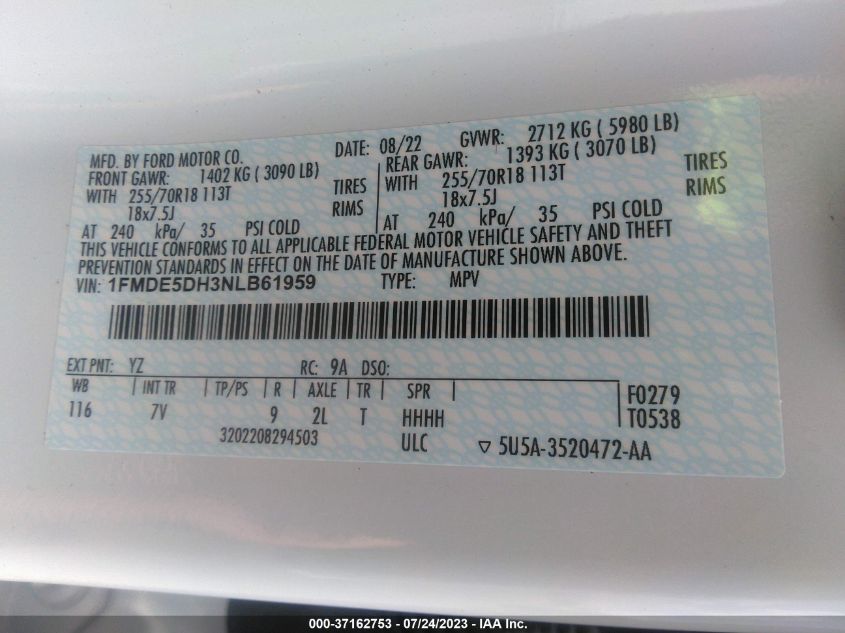 MFD. BY FORD MOTOR CO.
DATE: 08/22 GVWR: 2712 KG ( 5980 LB)
FRONT GAWR: 1402 KG ( 3090 LB) REAR GAWR: 1393 KG ( 3070 LB)
WITH 255/70R18 113T TIRES WITH 255/70R18 113T TIRES
18x7.5J RIMS 18x7.5J RIMS
AT 240 kPa/ 35 PSI COLD AT 240 kPa/ 35 PSI COLD
THIS VEHICLE CONFORMS TO ALL APPLICABLE FEDERAL MOTOR VEHICLE SAFETY AND THEFT
PREVENTION STANDARDS IN EFFECT ON THE DATE OF MANUFACTURE SHOWN ABOVE.
VIN: 1FMDE5DH3NLB61959 TYPE: MPV
EXT PNT: YZ RC: 9A DSO:
WB INT TR TP/PS R AXLE TR SPR F0279
116 7V 9 2L T HHHH T0538
3202208294503 ULC ▽ 5U5A-3520472-AA
000-37162753 - 07/24/2023 - IAA Inc.